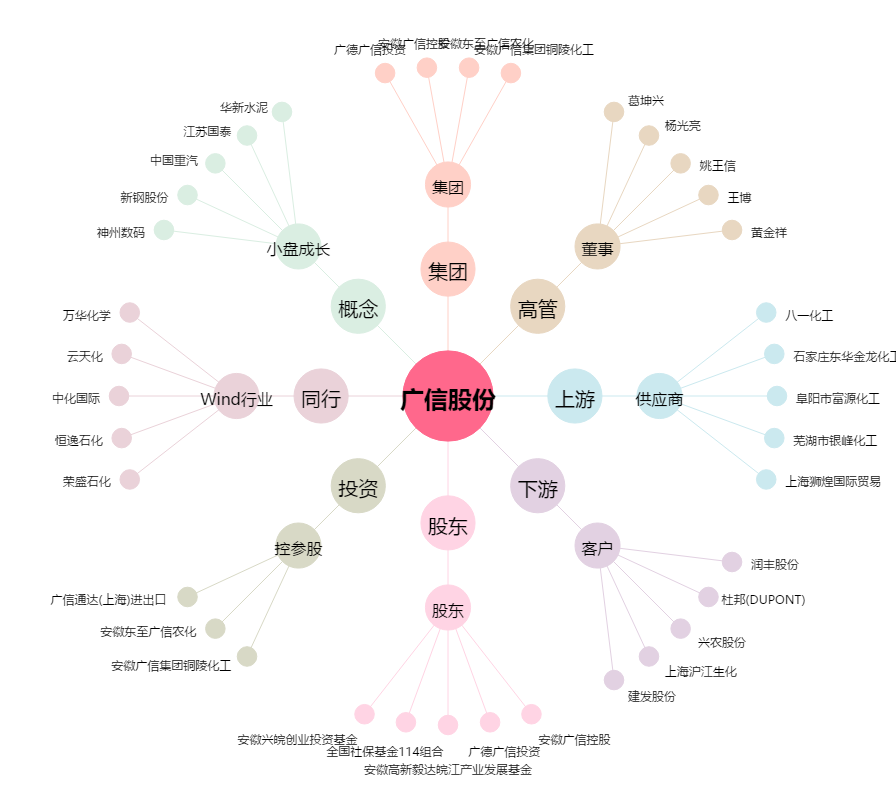 安徽广信控股
安徽东至广信农化
广德广信投资
安徽广信集团铜陵化工
华新水泥
葛坤兴
江苏国泰
杨光亮
中国重汽
姚王信
集团
新钢股份
王博
神州数码
黄金祥
小盘成长
董事
集团
概念
高管
万华化学
八一化工
云天化
石家庄东华金龙化工
中化国际
Wind行业
同行
广信股份
上游
供应商
阜阳市富源化工
恒逸石化
芜湖市银峰化工
荣盛石化
上海狮煌国际贸易
投资
下游
股东
控参股
客户
润丰股份
广信通达(上海)进出口
杜邦(DUPONT)
股东
安徽东至广信农化
兴农股份
安徽广信集团铜陵化工
上海沪江生化
建发股份
安徽兴皖创业投资基金
安徽广信控股
全国社保基金114组合
广德广信投资
安徽高新毅达皖江产业发展基金